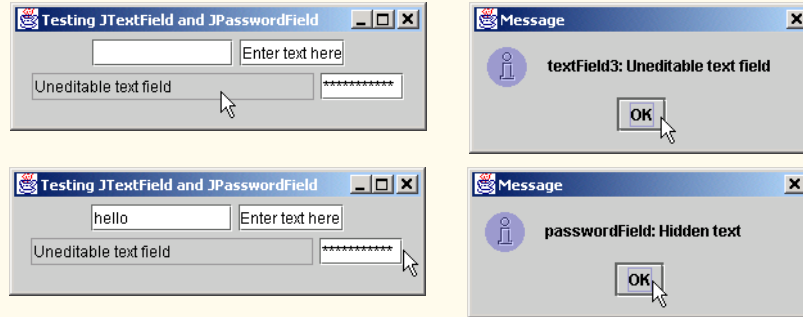 Testing JTextField and JPasswordField
Enter text here
Uneditable text field
***********
Message
textField3: Uneditable text field
OK
Testing JTextField and JPasswordField
hello
Enter text here
Uneditable text field
***********
Message
passwordField: Hidden text
OK